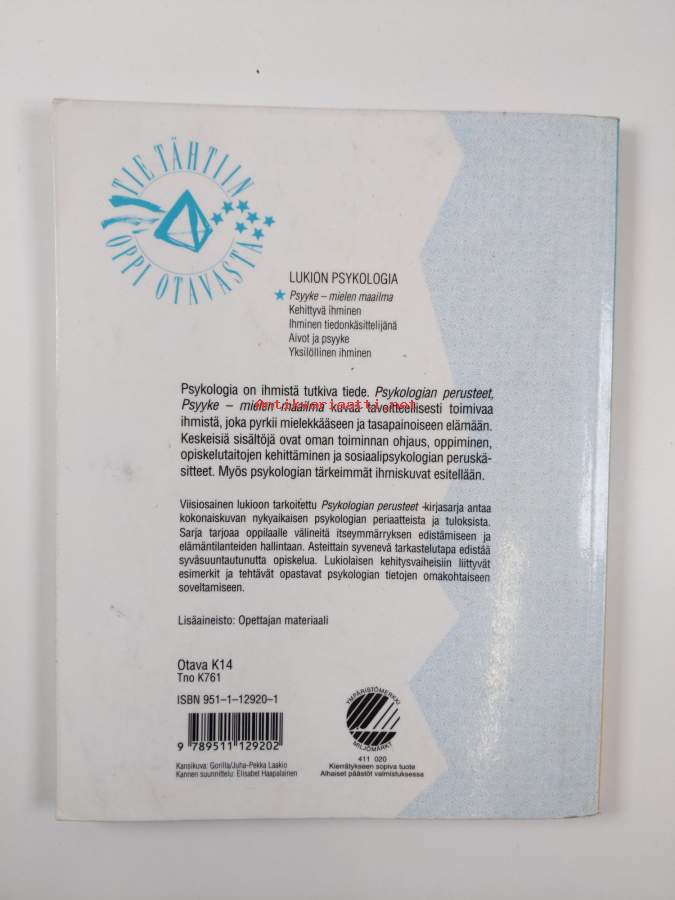 TIE TÄHTIIN
OPPI OTAVASTA
LUKION PSYKOLOGIA
Psyyke – mielen maailma
Kehittyvä ihminen
Ihminen tiedonkäsittelijänä
Aivot ja psyyke
Yksilöllinen ihminen
Psykologia on ihmistä tutkiva tiede. Psykologian perusteet,
Psyyke – mielen maailma kuvaa tavoitteellisesti toimivaa
Antikvariaatti.net
ihmistä, joka pyrkii mielekkääseen ja tasapainoiseen elämään.
Keskeisiä sisältöjä ovat oman toiminnan ohjaus, oppiminen,
opiskelutaitojen kehittäminen ja sosiaalipsykologian peruskä-
sitteet. Myös psykologian tärkeimmät ihmiskuvat esitellään.
Viisiosainen lukioon tarkoitettu Psykologian perusteet -kirjasarja antaa
kokonaiskuvan nykyaikaisen psykologian periaatteista ja tuloksista.
Sarja tarjoaa oppilaalle välineitä itseymmärryksen edistämiseen ja
elämäntilanteiden hallintaan. Asteittain syvenevä tarkastelutapa edistää
syväsuuntautunutta opiskelua. Lukiolaisen kehitysvaiheisiin liittyvät
esimerkit ja tehtävät opastavat psykologian tietojen omakohtaiseen
soveltamiseen.
Lisäaineisto: Opettajan materiaali
Otava K14
Tno K761
ISBN 951–1–12920–1
9 789511 129202
Kansikuva: Gorilla/Juha-Pekka Laakio
Kannen suunnittelu: Elisabet Haapalainen
YMPÄRISTÖMERKKI
MILJÖMÄRKT
411 020
Kierrätykseen sopiva tuote
Alhaiset päästöt valmistuksessa